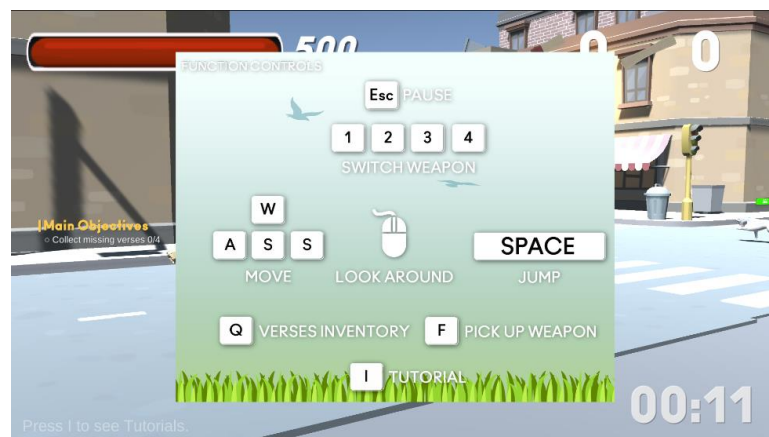 500
0
0
FUNCTION CONTROLS
Esc PAUSE
1 2 3 4
SWITCH WEAPON
W
A S S
MOVE
LOOK AROUND
SPACE
JUMP
|Main Objectives
○ Collect missing verses 0/4
Q VERSES INVENTORY F PICK UP WEAPON
I TUTORIAL
Press I to see Tutorials.
00:11